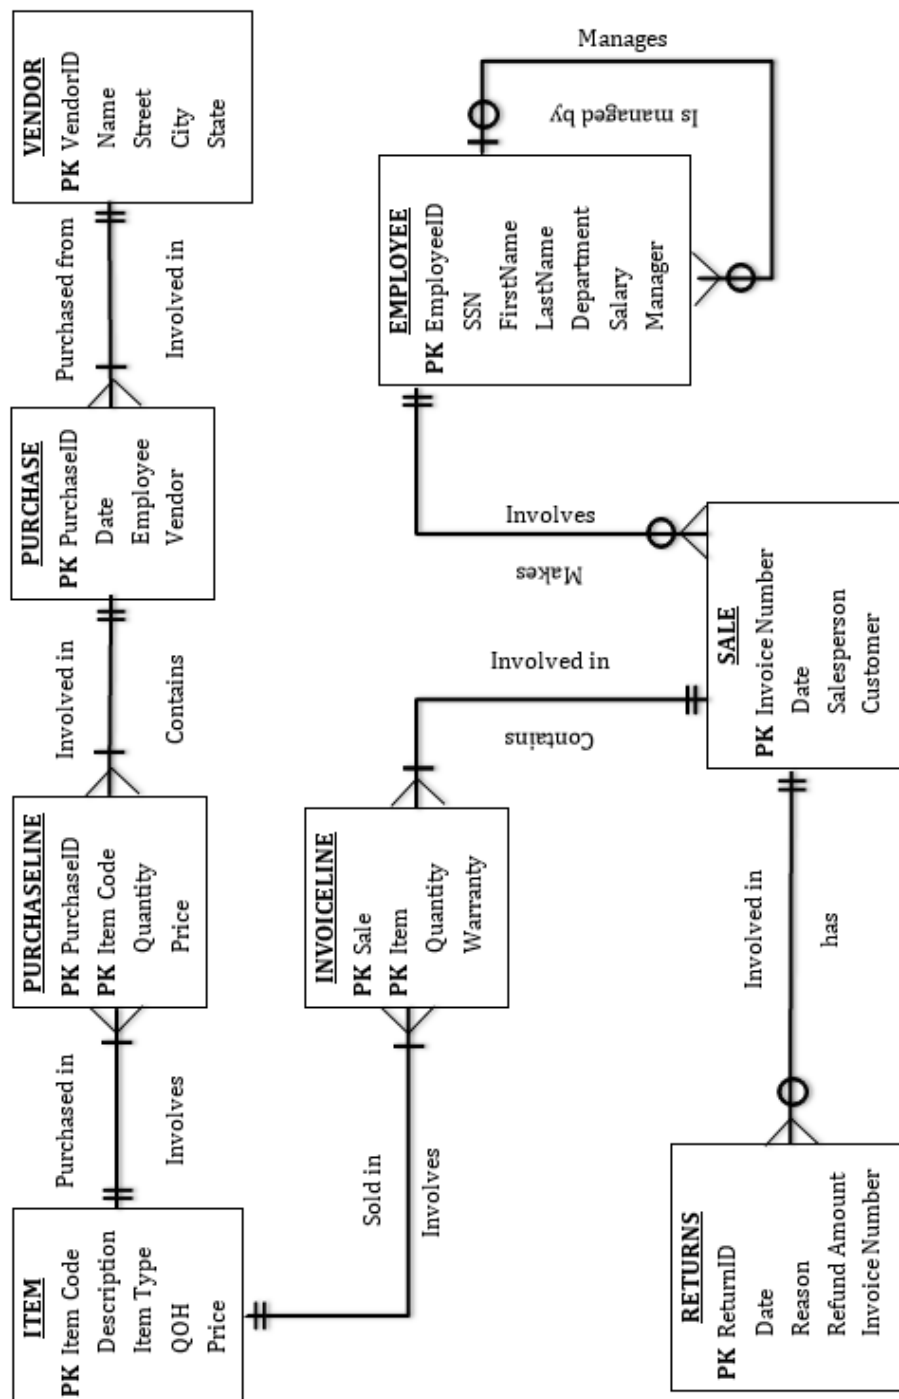 ITEM
PK Item Code
Description
Item Type
QOH
Price
Purchased in
Involves
PURCHASELINE
PK PurchaseID
PK Item Code
Quantity
Price
Involved in
Contains
PURCHASE
PK PurchaseID
Date
Employee
Vendor
Purchased from
Involved in
VENDOR
PK VendorID
Name
Street
City
State
Sold in
Involves
INVOICELINE
PK Sale
PK Item
Quantity
Warranty
Involved in
Contains
Involves
Makes
EMPLOYEE
PK EmployeeID
SSN
FirstName
LastName
Department
Salary
Manager
Manages
Is managed by
RETURNS
PK ReturnID
Date
Reason
Refund Amount
Invoice Number
Involved in
has
SALE
PK Invoice Number
Date
Salesperson
Customer